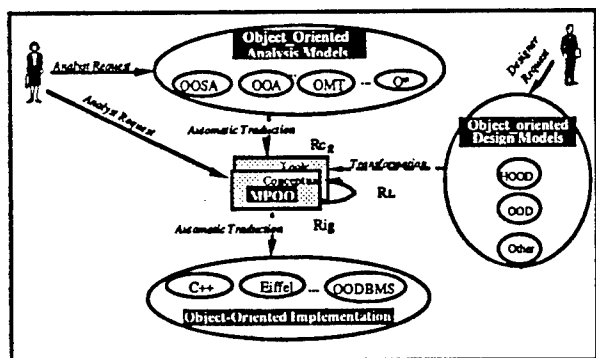 Object_Oriented
Analysis Models
Analyst Request
OOSA
OOA
OMT
...
O*
Designer
Request
Analyst Request
Automatic Traduction
Rcg
Object_oriented
Design Models
Transformation
Conceptual
MPOO
RL
HOOD
OOD
Other
Automatic Traduction
Rig
C++
Eiffel
...
OODBMS
Object-Oriented Implementation